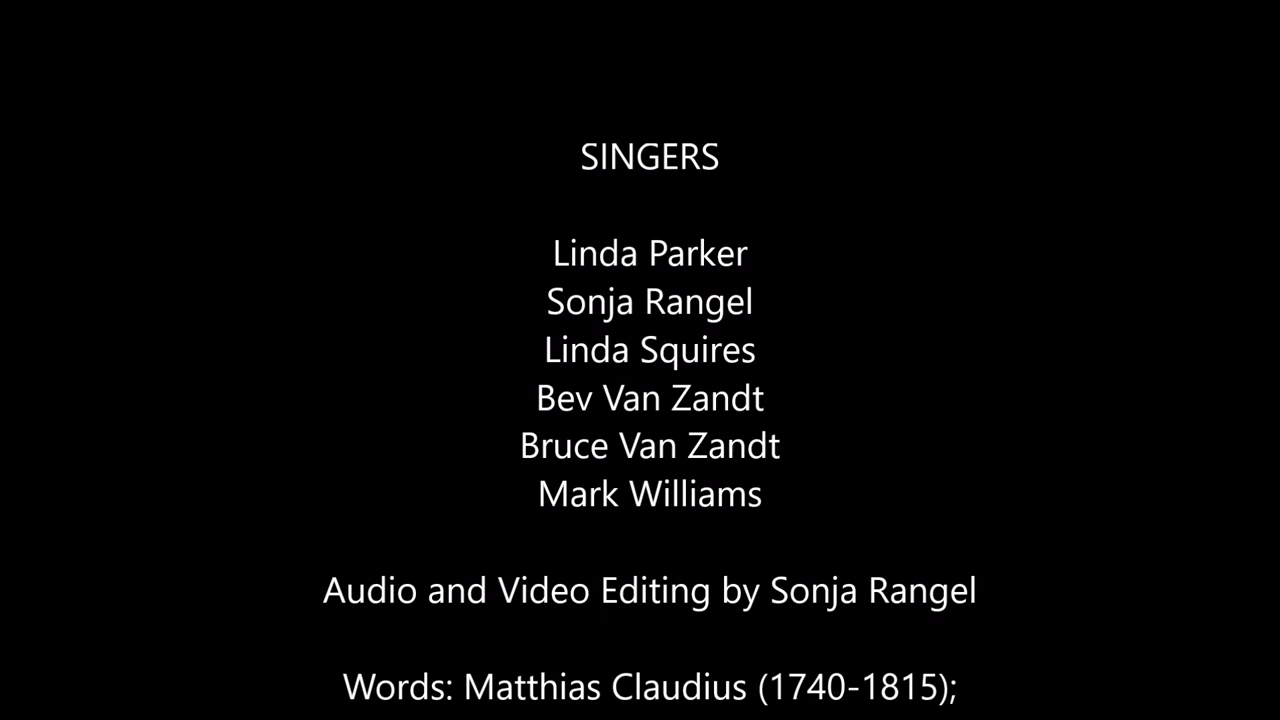 SINGERS
Linda Parker
Sonja Rangel
Linda Squires
Bev Van Zandt
Bruce Van Zandt
Mark Williams
Audio and Video Editing by Sonja Rangel
Words: Matthias Claudius (1740-1815);